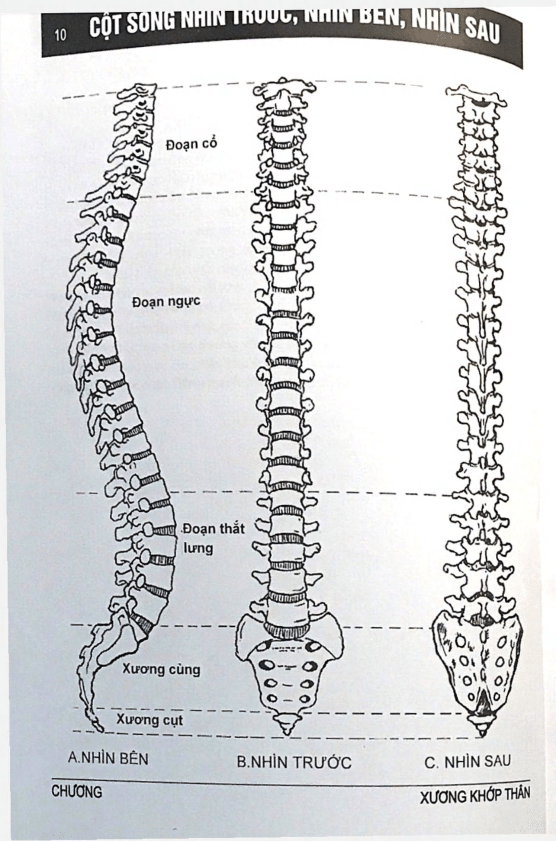 10
CỘT SỐNG NHÌN TRƯỚC, NHÌN BÊN, NHÌN SAU
Đoạn cổ
Đoạn ngực
Đoạn thắt
lưng
Xương cùng
Xương cụt
A.NHÌN BÊN
B.NHÌN TRƯỚC
C. NHÌN SAU
CHƯƠNG
XƯƠNG KHỚP THÂN